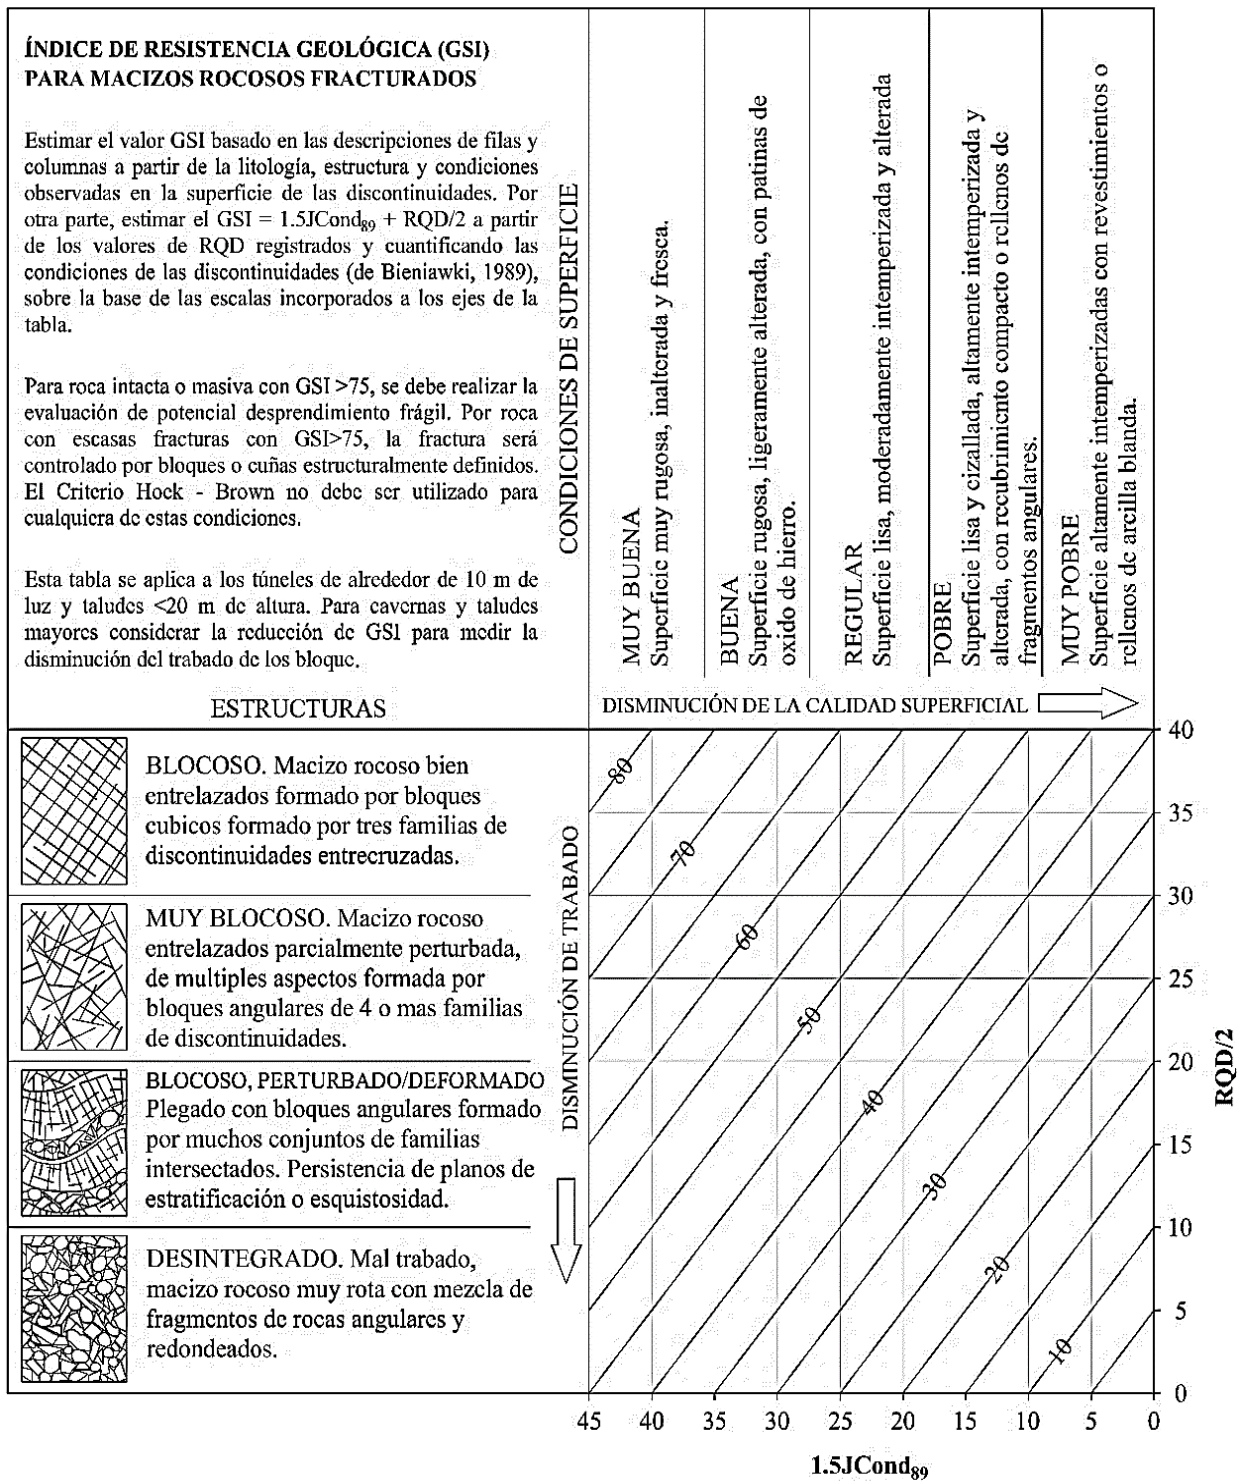 ÍNDICE DE RESISTENCIA GEOLÓGICA (GSI)
PARA MACIZOS ROCOSOS FRACTURADOS
Estimar el valor GSI basado en las descripciones de filas y
columnas a partir de la litología, estructura y condiciones
observadas en la superficie de las discontinuidades. Por
otra parte, estimar el GSI = 1.5JCond₈₉ + RQD/2 a partir
de los valores de RQD registrados y cuantificando las
condiciones de las discontinuidades (de Bieniawki, 1989),
sobre la base de las escalas incorporados a los ejes de la
tabla.
Para roca intacta o masiva con GSI >75, se debe realizar la
evaluación de potencial desprendimiento frágil. Por roca
con escasas fracturas con GSI>75, la fractura será
controlado por bloques o cuñas estructuralmente definidos.
El Criterio Hoek - Brown no debe ser utilizado para
cualquiera de estas condiciones.
Esta tabla se aplica a los túneles de alrededor de 10 m de
luz y taludes <20 m de altura. Para cavernas y taludes
mayores considerar la reducción de GSI para medir la
disminución del trabado de los bloque.
CONDICIONES DE SUPERFICIE
MUY BUENA
Superficie muy rugosa, inalterada y fresca.
BUENA
Superficie rugosa, ligeramente alterada, con patinas de
oxido de hierro.
REGULAR
Superficie lisa, moderadamente intemperizada y alterada
POBRE
Superficie lisa y cizallada, altamente intemperizada y
alterada, con recubrimiento compacto o rellenos de
fragmentos angulares.
MUY POBRE
Superficie altamente intemperizadas con revestimientos o
rellenos de arcilla blanda.
ESTRUCTURAS
DISMINUCIÓN DE LA CALIDAD SUPERFICIAL
BLOCOSO. Macizo rocoso bien
entrelazados formado por bloques
cubicos formado por tres familias de
discontinuidades entrecruzadas.
MUY BLOCOSO. Macizo rocoso
entrelazados parcialmente perturbada,
de multiples aspectos formada por
bloques angulares de 4 o mas familias
de discontinuidades.
BLOCOSO, PERTURBADO/DEFORMADO
Plegado con bloques angulares formado
por muchos conjuntos de familias
intersectados. Persistencia de planos de
estratificación o esquistosidad.
DESINTEGRADO. Mal trabado,
macizo rocoso muy rota con mezcla de
fragmentos de rocas angulares y
redondeados.
DISMINUCIÓN DE TRABADO
80
70
60
50
40
30
20
10
40
35
30
25
20
15
10
5
0
RQD/2
45 40 35 30 25 20 15 10 5 0
1.5JCond₈₉